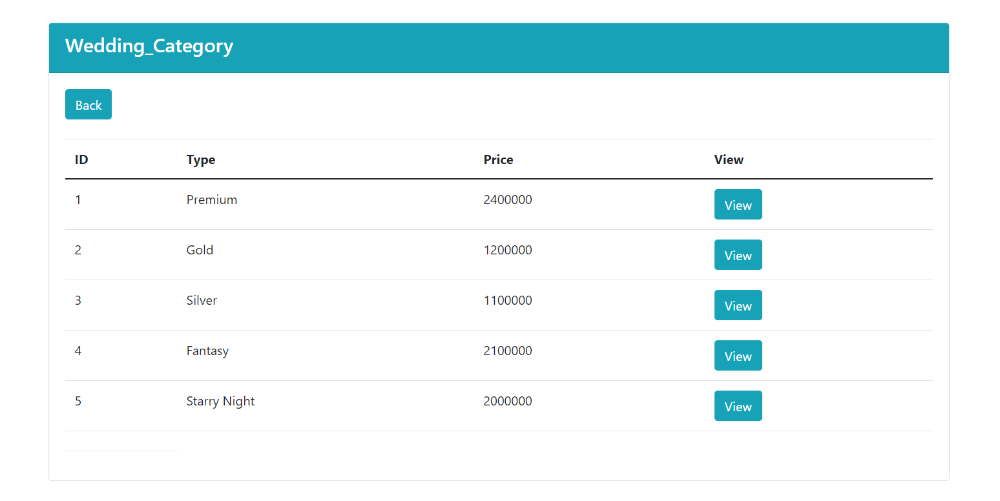 Wedding_Category
Back
ID Type Price View
1 Premium 2400000 View
2 Gold 1200000 View
3 Silver 1100000 View
4 Fantasy 2100000 View
5 Starry Night 2000000 View